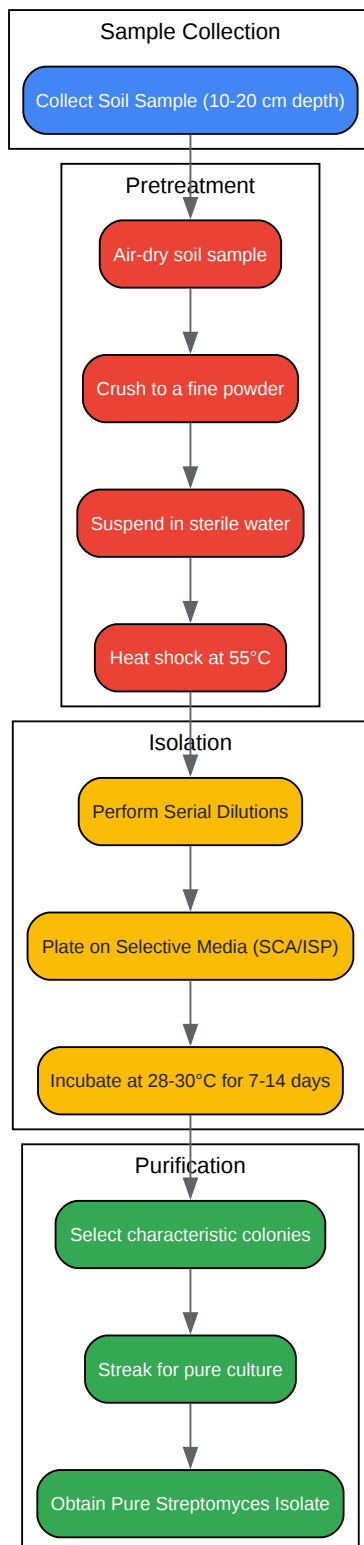 Sample Collection
Collect Soil Sample (10-20 cm depth)
Pretreatment
Air-dry soil sample
Crush to a fine powder
Suspend in sterile water
Heat shock at 55°C
Isolation
Perform Serial Dilutions
Plate on Selective Media (SCA/ISP)
Incubate at 28-30°C for 7-14 days
Purification
Select characteristic colonies
Streak for pure culture
Obtain Pure Streptomyces Isolate